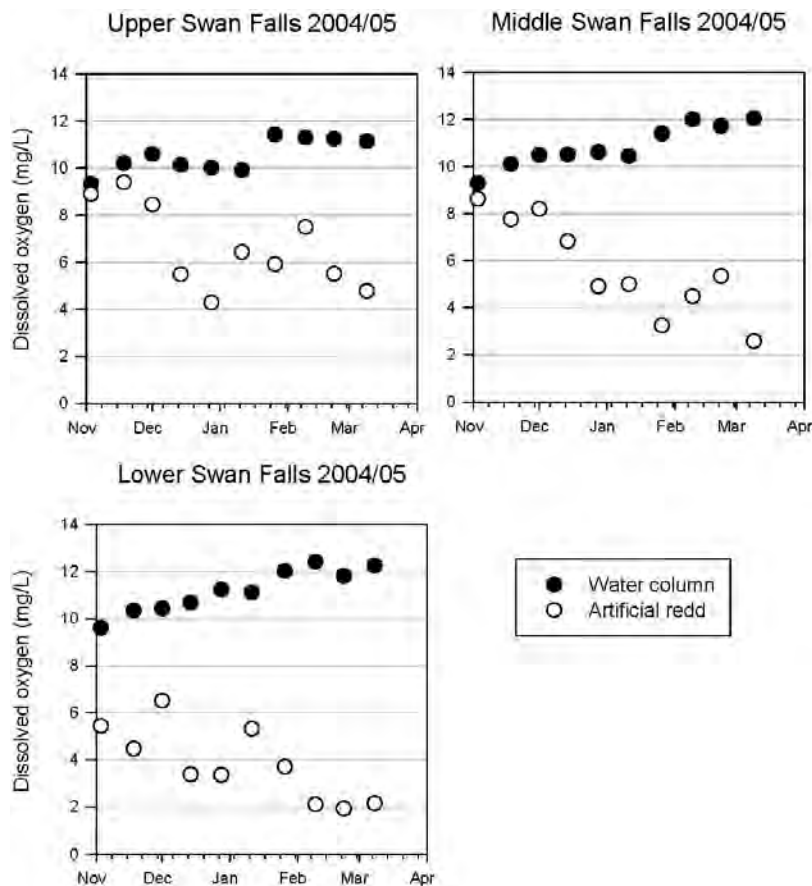 Upper Swan Falls 2004/05
Dissolved oxygen (mg/L)
14
12
10
8
6
4
2
0
Nov Dec Jan Feb Mar Apr
Middle Swan Falls 2004/05
14
12
10
8
6
4
2
0
Nov Dec Jan Feb Mar Apr
Lower Swan Falls 2004/05
Dissolved oxygen (mg/L)
14
12
10
8
6
4
2
0
Nov Dec Jan Feb Mar Apr
Water column
Artificial redd